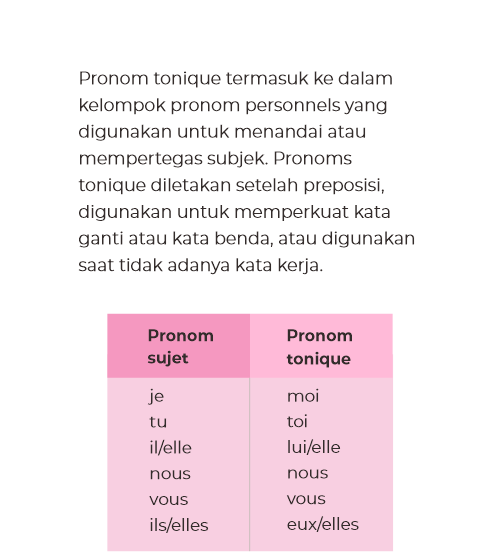 Pronom tonique termasuk ke dalam
kelompok pronom personnels yang
digunakan untuk menandai atau
mempertegas subjek. Pronoms
tonique diletakan setelah preposisi,
digunakan untuk memperkuat kata
ganti atau kata benda, atau digunakan
saat tidak adanya kata kerja.
Pronom sujet | Pronom tonique
je | moi
tu | toi
il/elle | lui/elle
nous | nous
vous | vous
ils/elles | eux/elles